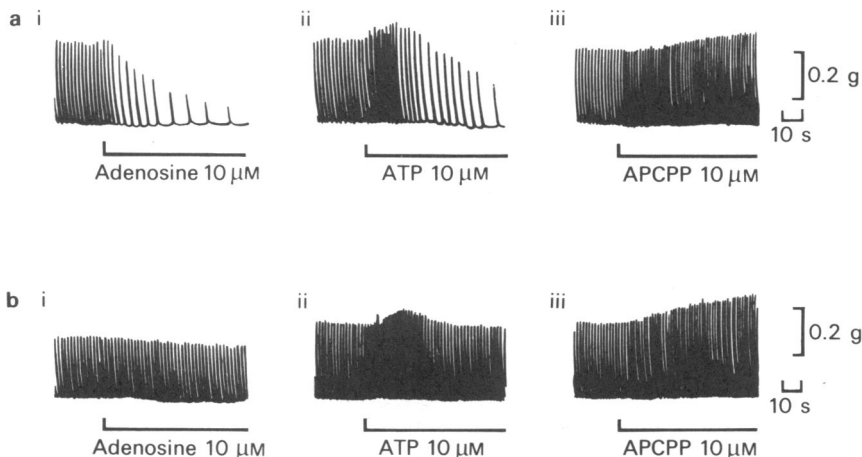 a i ii iii
0.2 g
10 s
Adenosine 10 μM ATP 10 μM APCPP 10 μM
b i ii iii
0.2 g
10 s
Adenosine 10 μM ATP 10 μM APCPP 10 μM